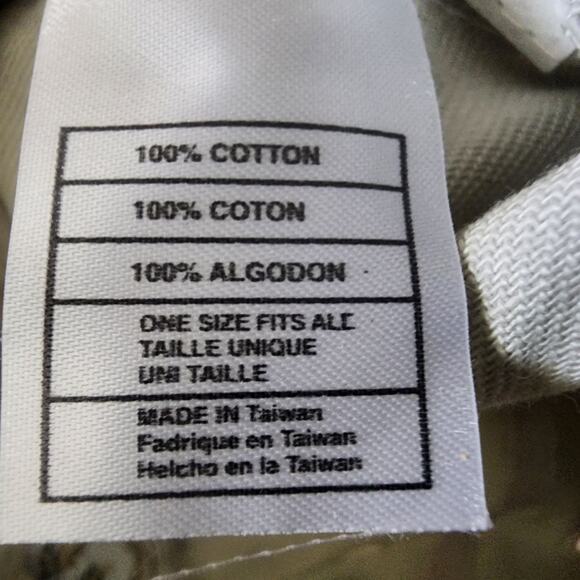 100% COTTON
100% COTON
100% ALGODON
ONE SIZE FITS ALL
TAILLE UNIQUE
UNI TAILLE
MADE IN Taiwan
Fadrique en Taiwan
Helcho en la Taiwan